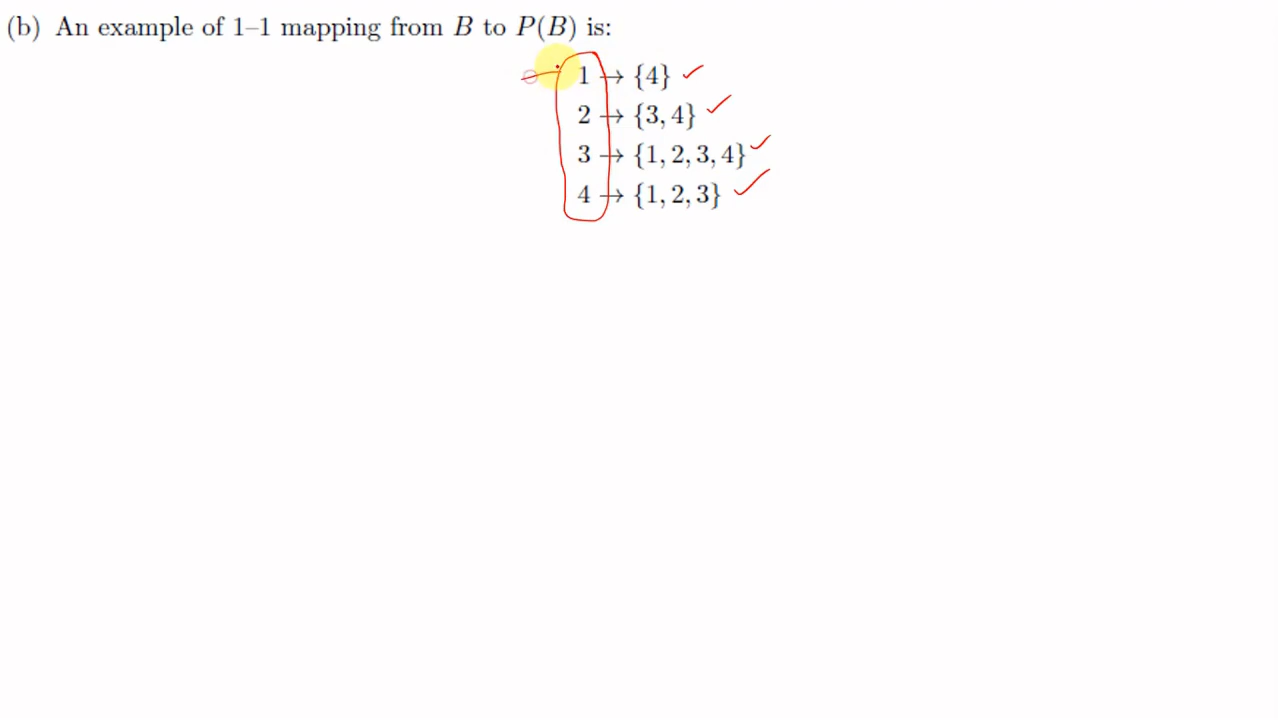 (b) An example of 1–1 mapping from B to P(B) is:
1 → {4}
2 → {3, 4}
3 → {1, 2, 3, 4}
4 → {1, 2, 3}